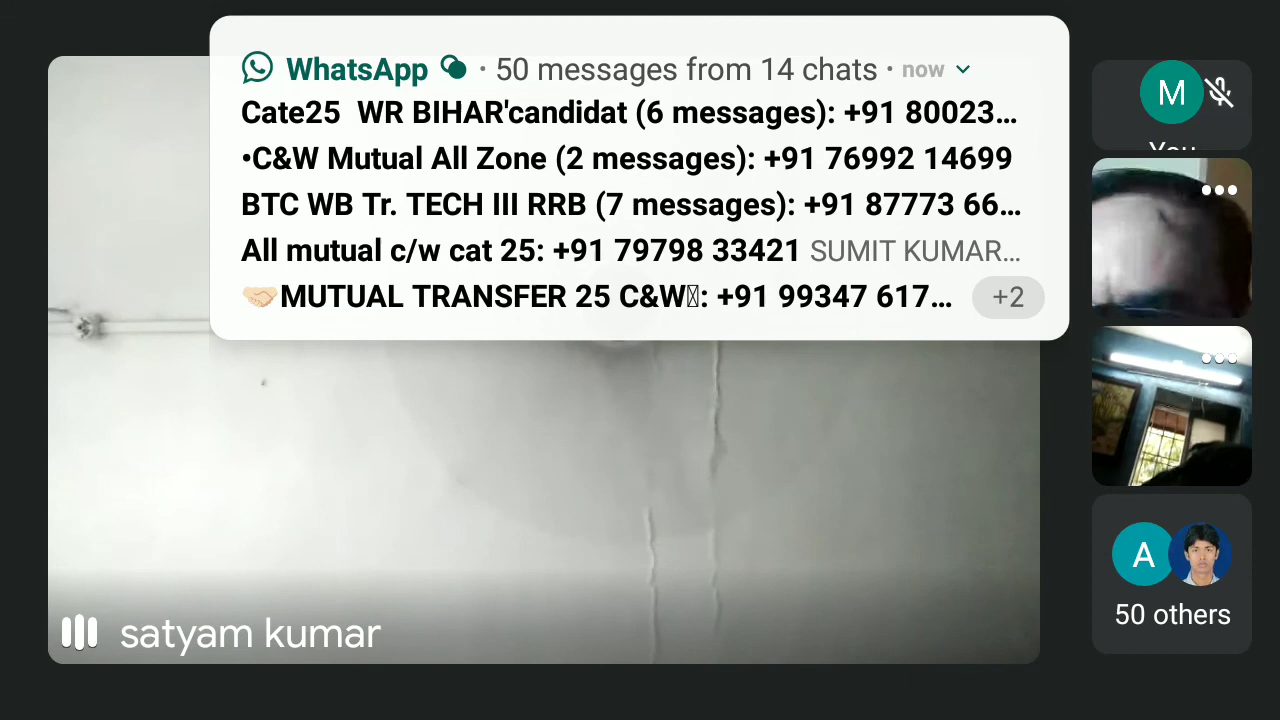 WhatsApp · 50 messages from 14 chats · now
Cate25 WR BIHAR'candidat (6 messages): +91 80023...
•C&W Mutual All Zone (2 messages): +91 76992 14699
BTC WB Tr. TECH III RRB (7 messages): +91 87773 66...
All mutual c/w cat 25: +91 79798 33421 SUMIT KUMAR...
🤝🏻MUTUAL TRANSFER 25 C&W: +91 99347 617... +2
M
You
A
50 others
satyam kumar